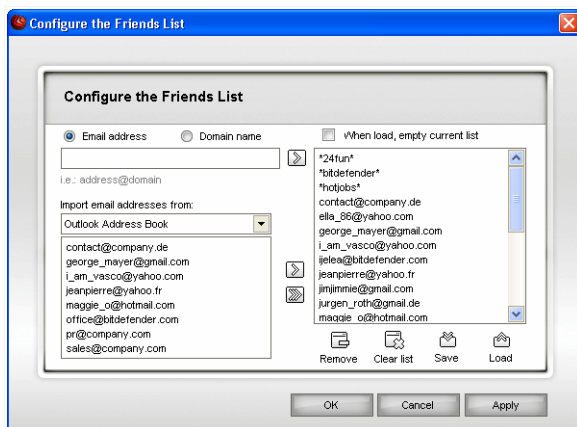 Configure the Friends List
Configure the Friends List
Email address
Domain name
i.e.: address@domain
Import email addresses from:
Outlook Address Book
contact@company.de
george_mayer@gmail.com
i_am_vasco@yahoo.com
jeanpierre@yahoo.fr
maggie_o@hotmail.com
office@bitdefender.com
pr@company.com
sales@company.com
When load, empty current list
*24fun*
*bitdefender*
*hotjobs*
contact@company.de
ella_86@yahoo.com
george_mayer@gmail.com
i_am_vasco@yahoo.com
ijelea@bitdefender.com
jeanpierre@yahoo.fr
jimjimmie@gmail.com
jurgen_roth@gmail.de
maggie_o@hotmail.com
Remove
Clear list
Save
Load
OK
Cancel
Apply